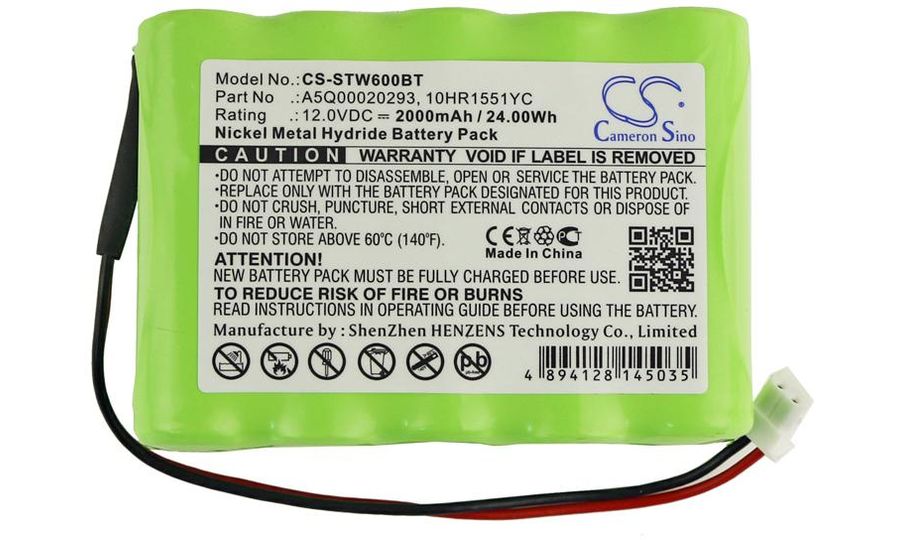 Model No.:CS-STW600BT
Part No .:A5Q00020293, 10HR1551YC
Rating .:12.0VDC ⎓ 2000mAh / 24.00Wh
Nickel Metal Hydride Battery Pack
CS
Cameron Sino
CAUTION WARRANTY VOID IF LABEL IS REMOVED
•DO NOT ATTEMPT TO DISASSEMBLE, OPEN OR SERVICE THE BATTERY PACK.
•REPLACE ONLY WITH THE BATTERY PACK DESIGNATED FOR THIS PRODUCT.
•DO NOT CRUSH, PUNCTURE, SHORT EXTERNAL CONTACTS OR DISPOSE OF
IN FIRE OR WATER.
•DO NOT STORE ABOVE 60℃ (140℉).
CE
Made In China
ATTENTION!
NEW BATTERY PACK MUST BE FULLY CHARGED BEFORE USE.
TO REDUCE RISK OF FIRE OR BURNS
READ INSTRUCTIONS IN OPERATING GUIDE BEFORE USING THE BATTERY.
Manufacture by : ShenZhen HENZENS Technology Co., Limited
pb
4 894128 145035